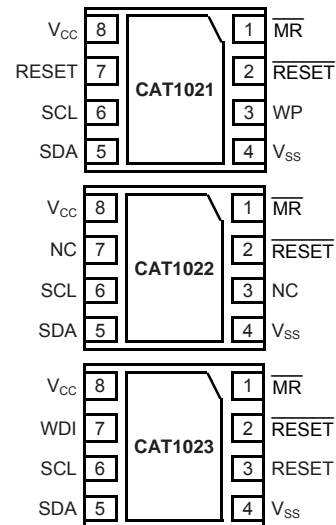 VCC 8 1 MR
RESET 7 2 RESET
CAT1021
SCL 6 3 WP
SDA 5 4 VSS
VCC 8 1 MR
NC 7 2 RESET
CAT1022
SCL 6 3 NC
SDA 5 4 VSS
VCC 8 1 MR
WDI 7 2 RESET
CAT1023
SCL 6 3 RESET
SDA 5 4 VSS